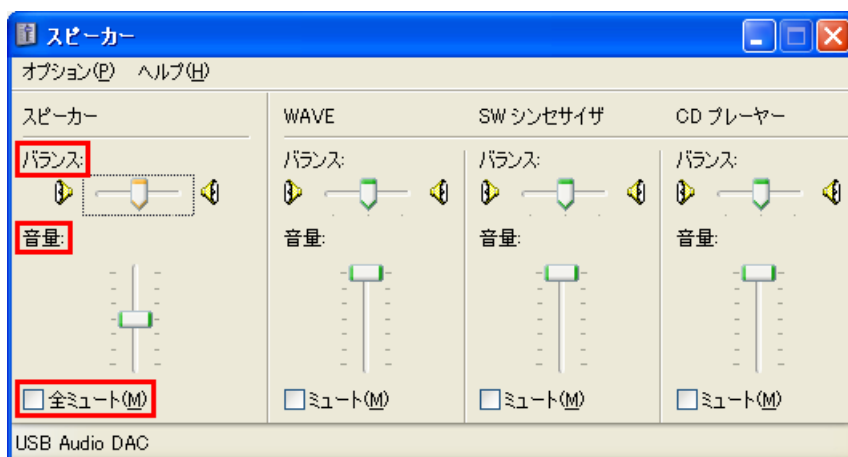 スピーカー
オプション(P) ヘルプ(H)
スピーカー WAVE SW シンセサイザ CD プレーヤー
バランス: バランス: バランス: バランス:
音量: 音量: 音量: 音量:
全ミュート(M) ミュート(M) ミュート(M) ミュート(M)
USB Audio DAC